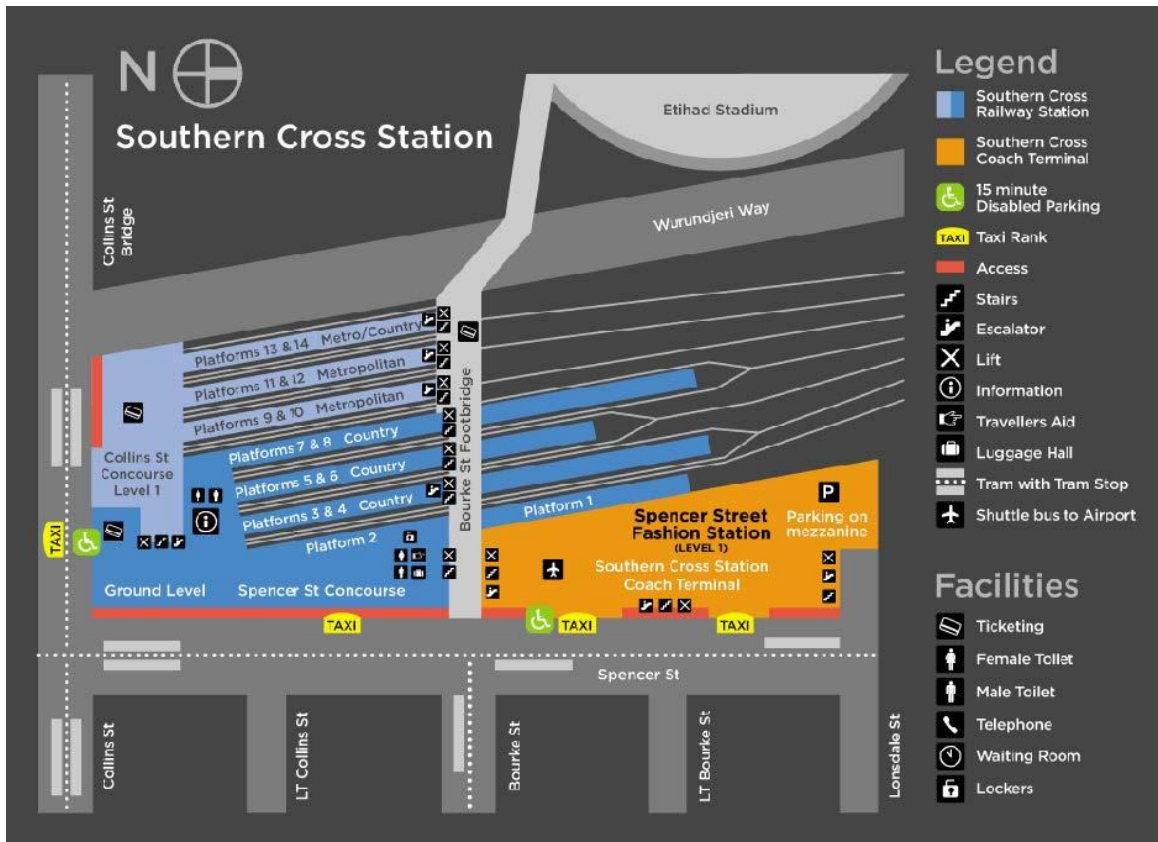 N
Southern Cross Station
Etihad Stadium
Wurundjeri Way
Collins St
Bridge
Platforms 13 & 14 Metro/Country
Platforms 11 & 12 Metropolitan
Platforms 9 & 10 Metropolitan
Platforms 7 & 8 Country
Platforms 5 & 6 Country
Platforms 3 & 4 Country
Platform 2
Platform 1
Bourke St Footbridge
Collins St
Concourse
Level 1
TAXI
Ground Level
Spencer St Concourse
Spencer Street
Fashion Station
(LEVEL 1)
Southern Cross Station
Coach Terminal
P
Parking on
mezzanine
TAXI
TAXI
TAXI
Spencer St
Collins St
LT Collins St
Bourke St
LT Bourke St
Lonsdale St
Legend
Southern Cross
Railway Station
Southern Cross
Coach Terminal
15 minute
Disabled Parking
TAXI
Taxi Rank
Access
Stairs
Escalator
Lift
Information
Travellers Aid
Luggage Hall
Tram with Tram Stop
Shuttle bus to Airport
Facilities
Ticketing
Female Toilet
Male Toilet
Telephone
Waiting Room
Lockers